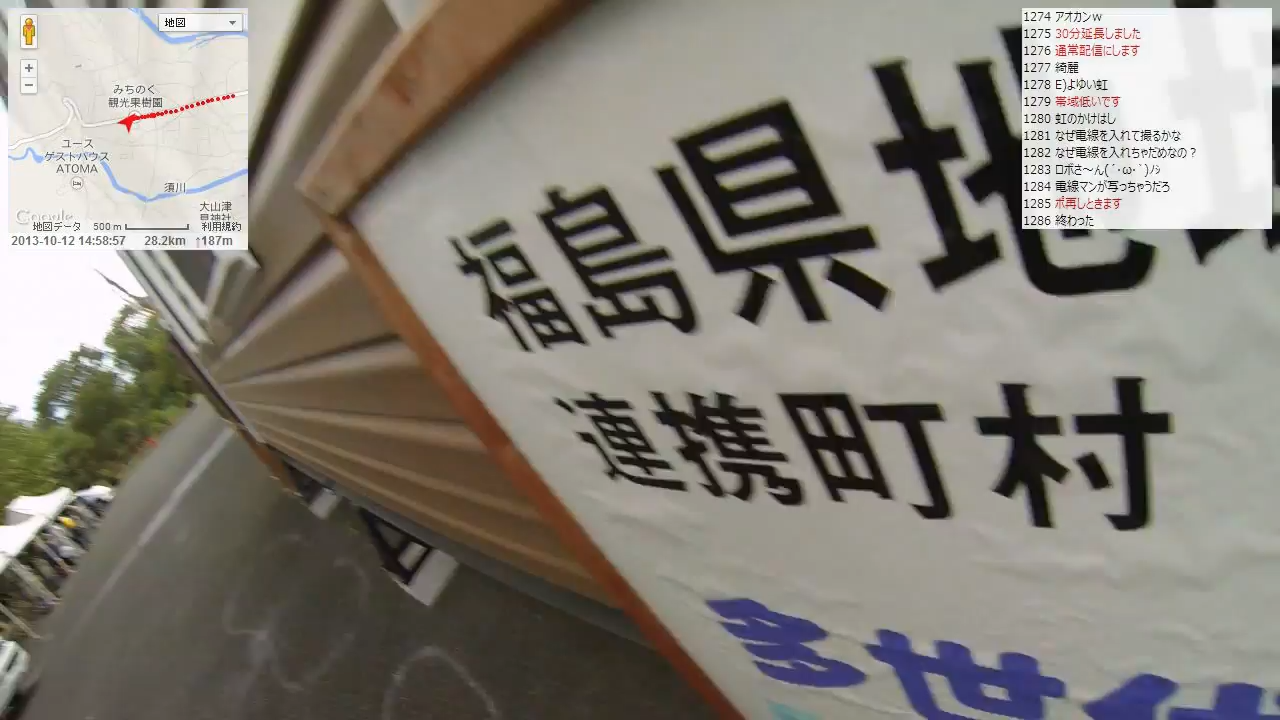 地図
みちのく
観光果樹園
ユース
ゲストハウス
ATOMA
須川
大山津
見神社
Google
地図データ 500 m 利用規約
2013-10-12 14:58:57 28.2km ↑187m
1274 アオカンｗ
1275 30分延長しました
1276 通常配信にします
1277 綺麗
1278 E)よゆい虹
1279 帯域低いです
1280 虹のかけはし
1281 なぜ電線を入れて撮るかな
1282 なぜ電線を入れちゃだめなの？
1283 ロボさ～ん(´･ω･`)ﾉｼ
1284 電線マンが写っちゃうだろ
1285 ボ再しときます
1286 終わった
福島県地
連携町村
多世代